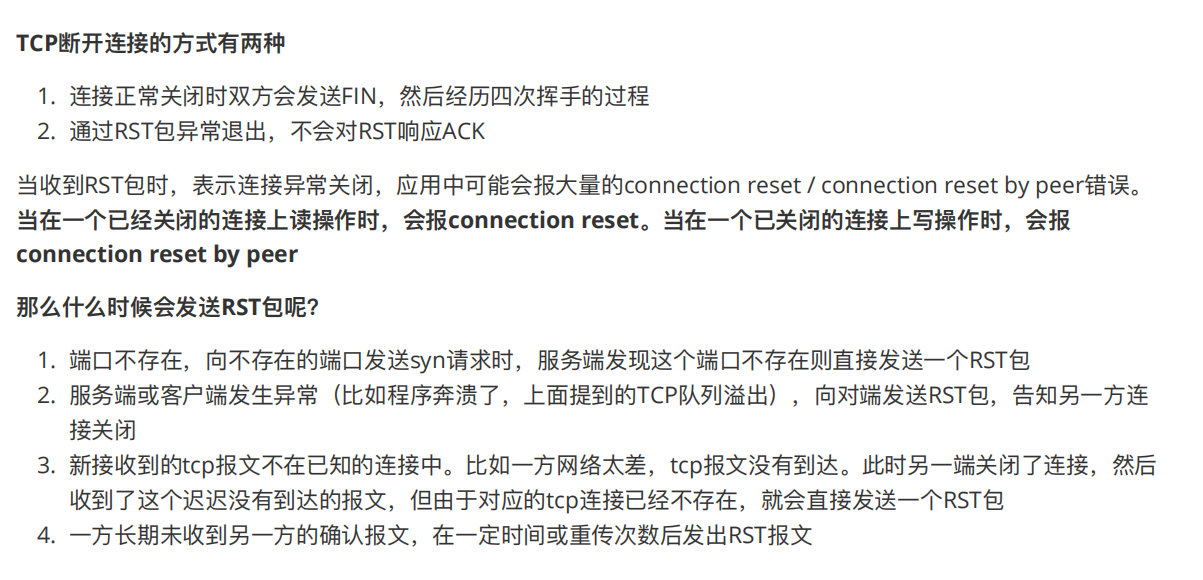 TCP断开连接的方式有两种
1. 连接正常关闭时双方会发送FIN，然后经历四次挥手的过程
2. 通过RST包异常退出，不会对RST响应ACK
当收到RST包时，表示连接异常关闭，应用中可能会报大量的connection reset / connection reset by peer错误。
当在一个已经关闭的连接上读操作时，会报connection reset。当在一个已关闭的连接上写操作时，会报
connection reset by peer
那么什么时候会发送RST包呢？
1. 端口不存在，向不存在的端口发送syn请求时，服务端发现这个端口不存在则直接发送一个RST包
2. 服务端或客户端发生异常（比如程序奔溃了，上面提到的TCP队列溢出），向对端发送RST包，告知另一方连
接关闭
3. 新接收到的tcp报文不在已知的连接中。比如一方网络太差，tcp报文没有到达。此时另一端关闭了连接，然后
收到了这个迟迟没有到达的报文，但由于对应的tcp连接已经不存在，就会直接发送一个RST包
4. 一方长期未收到另一方的确认报文，在一定时间或重传次数后发出RST报文